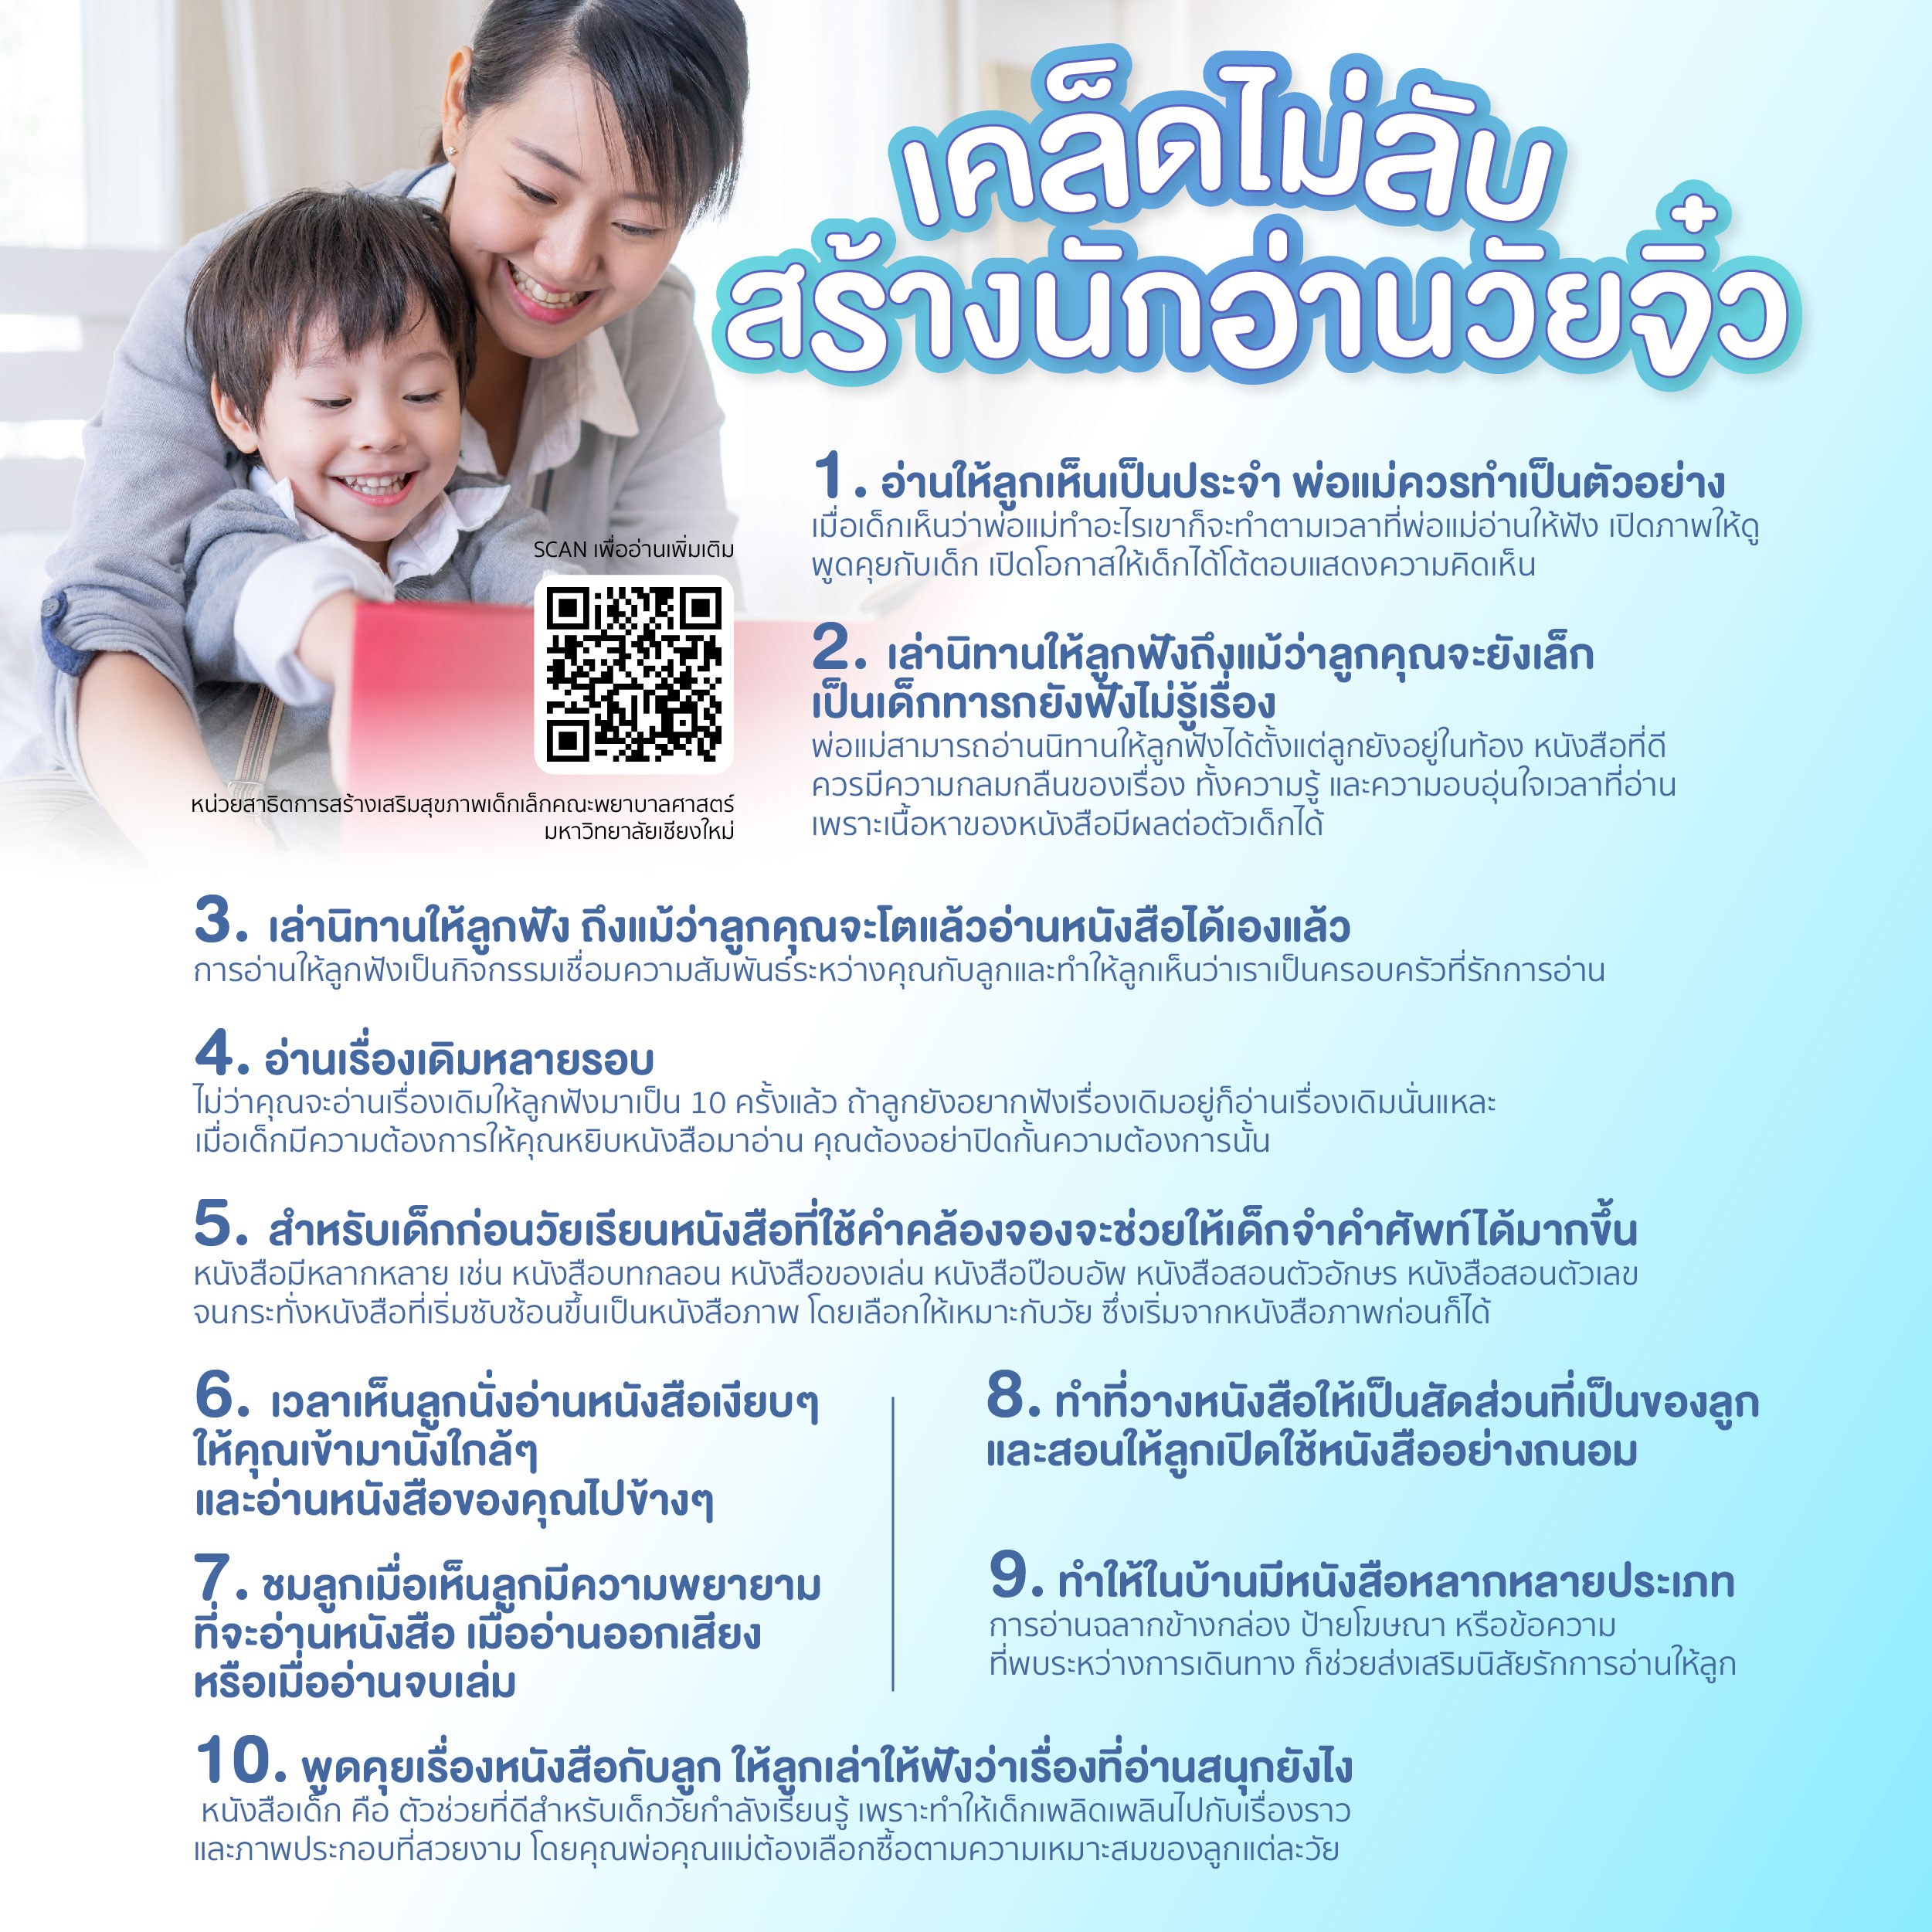 เคล็ดไม่ลับ
สร้างนักอ่านวัยจิ๋ว
1. อ่านให้ลูกเห็นเป็นประจำ พ่อแม่ควรทำเป็นตัวอย่าง
เมื่อเด็กเห็นว่าพ่อแม่ทำอะไรเขาก็จะทำตามเวลาที่พ่อแม่อ่านให้ฟัง เปิดภาพให้ดู
พูดคุยกับเด็ก เปิดโอกาสให้เด็กได้โต้ตอบแสดงความคิดเห็น
SCAN เพื่ออ่านเพิ่มเติม
หน่วยสาธิตการสร้างเสริมสุขภาพเด็กเล็กคณะพยาบาลศาสตร์
มหาวิทยาลัยเชียงใหม่
2. เล่านิทานให้ลูกฟังถึงแม้ว่าลูกคุณจะยังเล็ก
เป็นเด็กทารกยังฟังไม่รู้เรื่อง
พ่อแม่สามารถอ่านนิทานให้ลูกฟังได้ตั้งแต่ลูกยังอยู่ในท้อง หนังสือที่ดี
ควรมีความกลมกลืนของเรื่อง ทั้งความรู้ และความอบอุ่นใจเวลาที่อ่าน
เพราะเนื้อหาของหนังสือมีผลต่อตัวเด็กได้
3. เล่านิทานให้ลูกฟัง ถึงแม้ว่าลูกคุณจะโตแล้วอ่านหนังสือได้เองแล้ว
การอ่านให้ลูกฟังเป็นกิจกรรมเชื่อมความสัมพันธ์ระหว่างคุณกับลูกและทำให้ลูกเห็นว่าเราเป็นครอบครัวที่รักการอ่าน
4. อ่านเรื่องเดิมหลายรอบ
ไม่ว่าคุณจะอ่านเรื่องเดิมให้ลูกฟังมาเป็น 10 ครั้งแล้ว ถ้าลูกยังอยากฟังเรื่องเดิมอยู่ก็อ่านเรื่องเดิมนั่นแหละ
เมื่อเด็กมีความต้องการให้คุณหยิบหนังสือมาอ่าน คุณต้องอย่าปิดกั้นความต้องการนั้น
5. สำหรับเด็กก่อนวัยเรียนหนังสือที่ใช้คำคล้องจองจะช่วยให้เด็กจำคำศัพท์ได้มากขึ้น
หนังสือมีหลากหลาย เช่น หนังสือบทกลอน หนังสือของเล่น หนังสือป๊อบอัพ หนังสือสอนตัวอักษร หนังสือสอนตัวเลข
จนกระทั่งหนังสือที่เริ่มซับซ้อนขึ้นเป็นหนังสือภาพ โดยเลือกให้เหมาะกับวัย ซึ่งเริ่มจากหนังสือภาพก่อนก็ได้
6. เวลาเห็นลูกนั่งอ่านหนังสือเงียบๆ
ให้คุณเข้ามานั่งใกล้ๆ
และอ่านหนังสือของคุณไปข้างๆ
7. ชมลูกเมื่อเห็นลูกมีความพยายาม
ที่จะอ่านหนังสือ เมื่ออ่านออกเสียง
หรือเมื่ออ่านจบเล่ม
8. ทำที่วางหนังสือให้เป็นสัดส่วนที่เป็นของลูก
และสอนให้ลูกเปิดใช้หนังสืออย่างถนอม
9. ทำให้ในบ้านมีหนังสือหลากหลายประเภท
การอ่านฉลากข้างกล่อง ป้ายโฆษณา หรือข้อความ
ที่พบระหว่างการเดินทาง ก็ช่วยส่งเสริมนิสัยรักการอ่านให้ลูก
10. พูดคุยเรื่องหนังสือกับลูก ให้ลูกเล่าให้ฟังว่าเรื่องที่อ่านสนุกยังไง
หนังสือเด็ก คือ ตัวช่วยที่ดีสำหรับเด็กวัยกำลังเรียนรู้ เพราะทำให้เด็กเพลิดเพลินไปกับเรื่องราว
และภาพประกอบที่สวยงาม โดยคุณพ่อคุณแม่ต้องเลือกซื้อตามความเหมาะสมของลูกแต่ละวัย